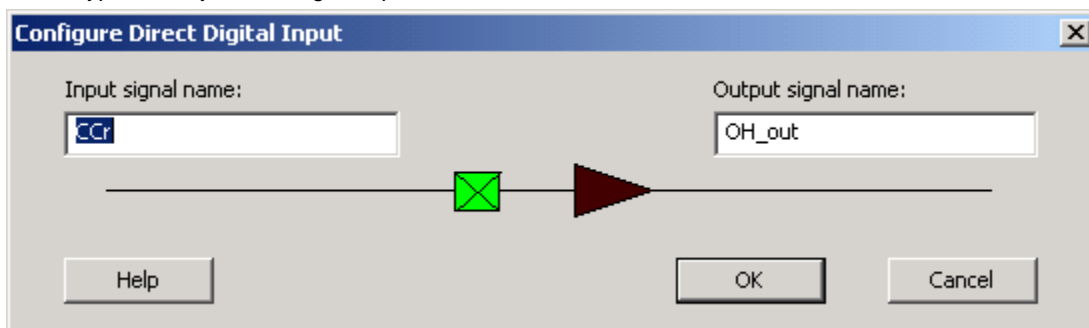 Configure Direct Digital Input
Input signal name:
Output signal name:
CCr
OH_out
Help
OK
Cancel